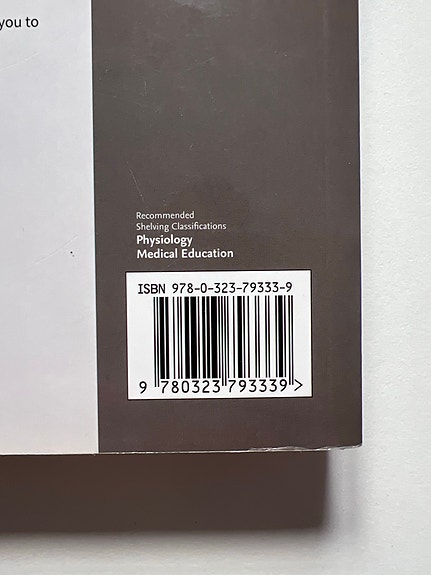 you to
Recommended
Shelving Classifications
Physiology
Medical Education
ISBN 978-0-323-79333-9
9 780323 793339 >